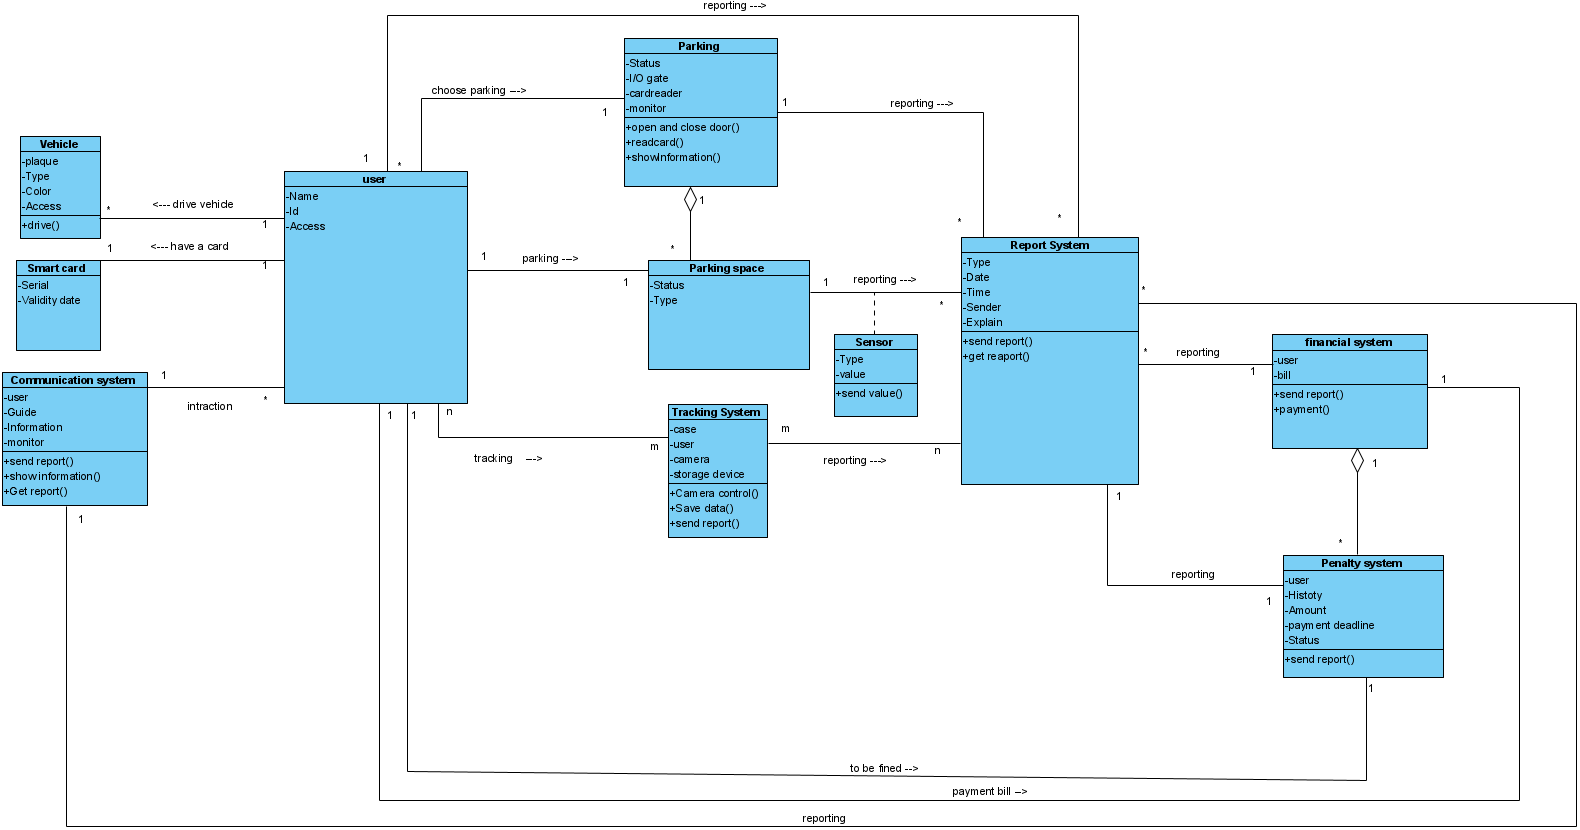 reporting --->
Parking
-Status
-I/O gate
-cardreader
-monitor
+open and close door()
+readcard()
+showInformation()
choose parking --->
1
1
reporting --->
1
*
Vehicle
-plaque
-Type
-Color
-Access
+drive()
*
<--- drive vehicle
1
user
-Name
-Id
-Access
1
<--- have a card
1
Smart card
-Serial
-Validity date
1
parking --->
1
1
*
Parking space
-Status
-Type
1
reporting --->
*
*
*
Report System
-Type
-Date
-Time
-Sender
-Explain
+send report()
+get reaport()
*
Sensor
-Type
-value
+send value()
*
reporting
1
financial system
-user
-bill
+send report()
+payment()
1
Communication system
-user
-Guide
-Information
-monitor
+send report()
+show information()
+Get report()
1
intraction
*
1
1
n
tracking --->
m
Tracking System
-case
-user
-camera
-storage device
+Camera control()
+Save data()
+send report()
m
reporting --->
n
1
1
*
1
reporting
1
Penalty system
-user
-Histoty
-Amount
-payment deadline
-Status
+send report()
1
to be fined -->
payment bill -->
reporting